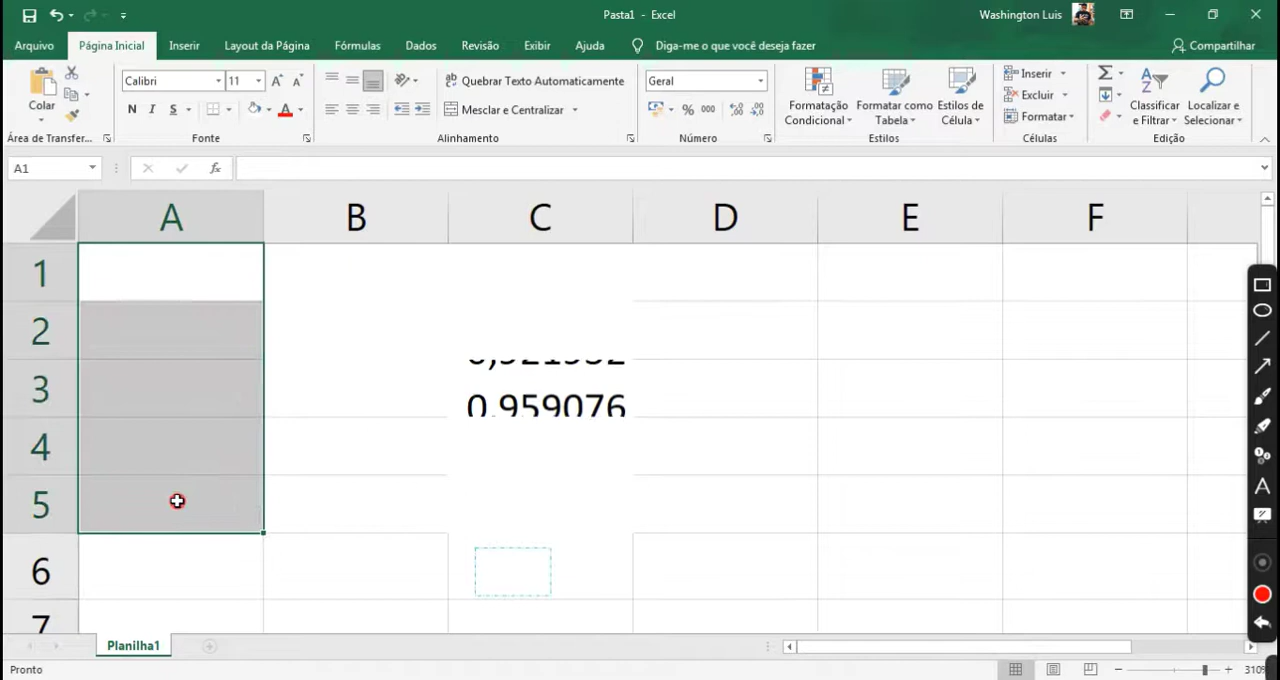 Pasta1 - Excel
Washington Luis
Arquivo Página Inicial Inserir Layout da Página Fórmulas Dados Revisão Exibir Ajuda Diga-me o que você deseja fazer Compartilhar
Colar
Calibri 11
Quebrar Texto Automaticamente
Geral
Formatação Condicional
Formatar como Tabela
Estilos de Célula
Inserir
Excluir
Formatar
Classificar e Filtrar
Localizar e Selecionar
N I S A
Mesclar e Centralizar
% 000
Área de Transfer... Fonte Alinhamento Número Estilos Células Edição
A1 fx
A B C D E F
1
2
3 0,959076
4
5
6
7
Planilha1
Pronto 310%